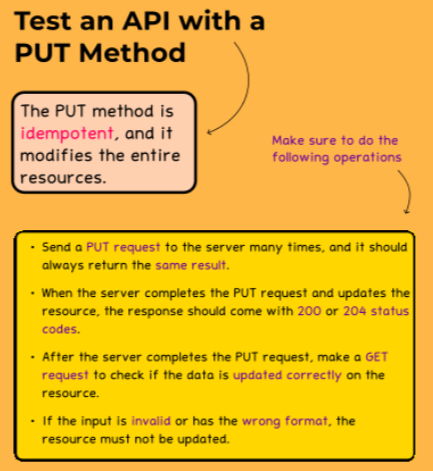 Test an API with a
PUT Method
The PUT method is
idempotent, and it
modifies the entire
resources.
Make sure to do the
following operations
• Send a PUT request to the server many times, and it should
always return the same result.
• When the server completes the PUT request and updates the
resource, the response should come with 200 or 204 status
codes.
• After the server completes the PUT request, make a GET
request to check if the data is updated correctly on the
resource.
• If the input is invalid or has the wrong format, the
resource must not be updated.